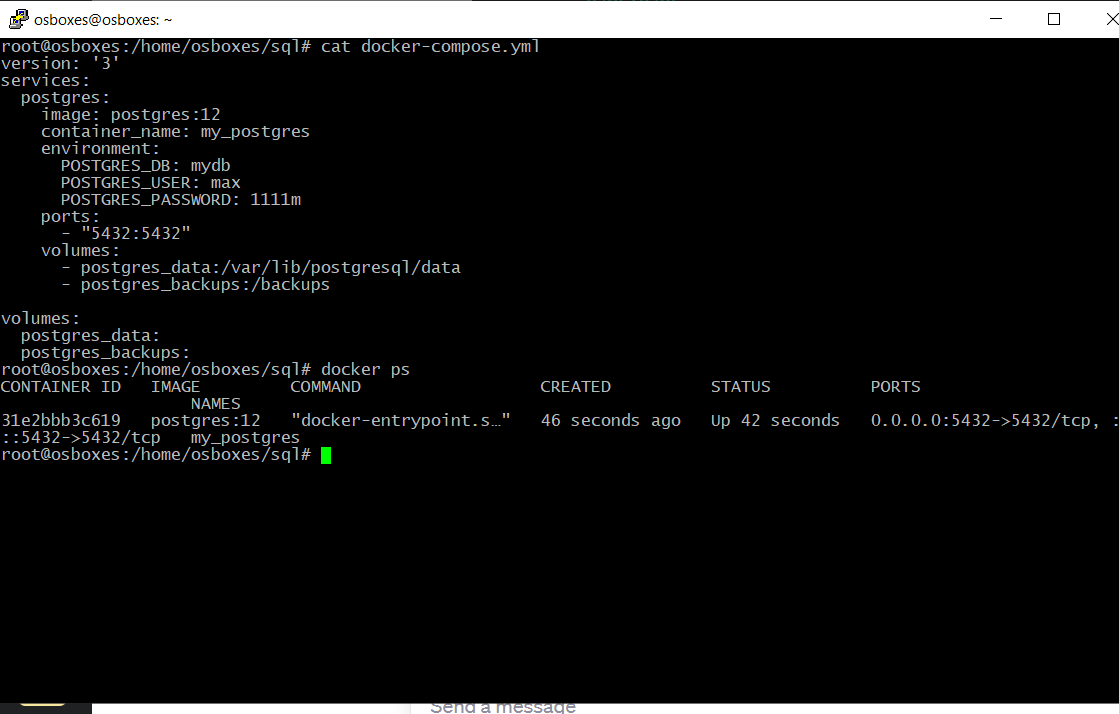 osboxes@osboxes: ~
root@osboxes:/home/osboxes/sql# cat docker-compose.yml
version: '3'
services:
  postgres:
    image: postgres:12
    container_name: my_postgres
    environment:
      POSTGRES_DB: mydb
      POSTGRES_USER: max
      POSTGRES_PASSWORD: 1111m
    ports:
      - "5432:5432"
    volumes:
      - postgres_data:/var/lib/postgresql/data
      - postgres_backups:/backups

volumes:
  postgres_data:
  postgres_backups:
root@osboxes:/home/osboxes/sql# docker ps
CONTAINER ID   IMAGE         COMMAND                  CREATED          STATUS          PORTS
                   NAMES
31e2bbb3c619   postgres:12   "docker-entrypoint.s…"   46 seconds ago   Up 42 seconds   0.0.0.0:5432->5432/tcp, :
::5432->5432/tcp   my_postgres
root@osboxes:/home/osboxes/sql#
Send a message